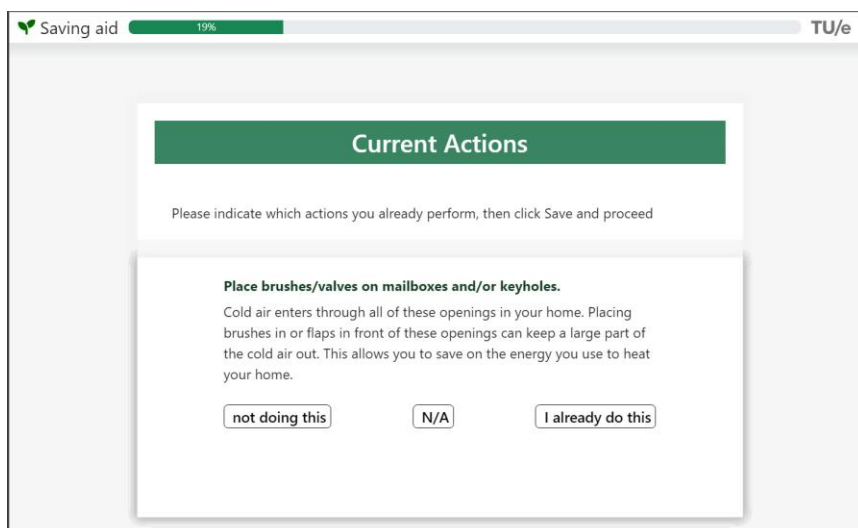 Saving aid
19%
TU/e
Current Actions
Please indicate which actions you already perform, then click Save and proceed
Place brushes/valves on mailboxes and/or keyholes.
Cold air enters through all of these openings in your home. Placing
brushes in or flaps in front of these openings can keep a large part of
the cold air out. This allows you to save on the energy you use to heat
your home.
not doing this
N/A
I already do this